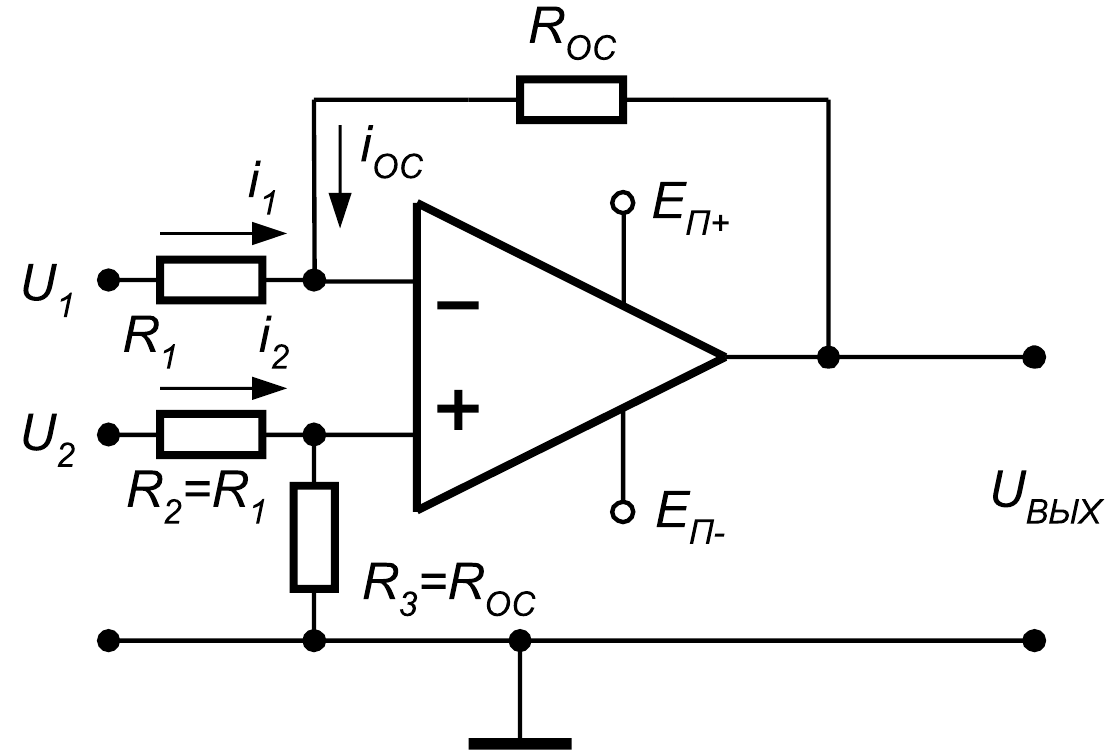 R_OC
i_OC
E_П+
i_1
U_1
R_1
i_2
U_2
R_2=R_1
E_П-
U_ВЫХ
R_3=R_OC